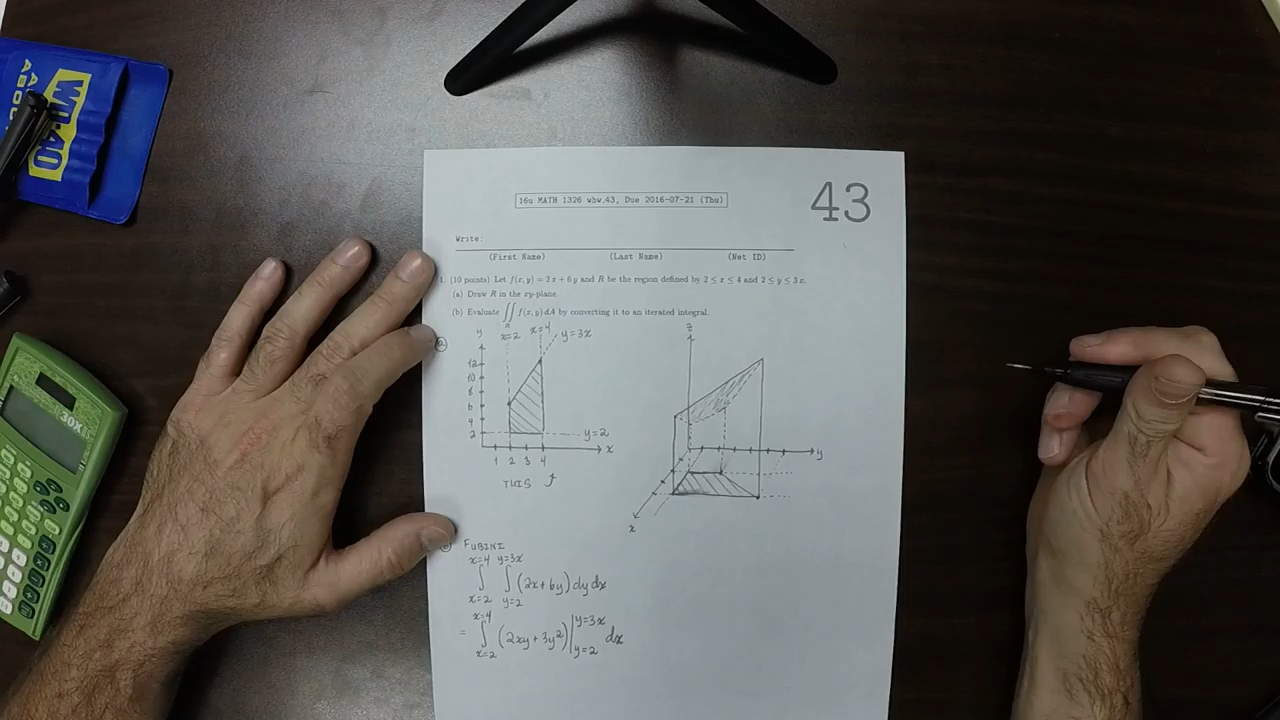 WD-40
30X
43
16u MATH 1326 whw.43, Due 2016-07-21 (Thu)
Write:
(First Name) (Last Name) (Net ID)
1. (10 points) Let f(x, y) = 2x + 6y and R be the region defined by 2 ≤ x ≤ 4 and 2 ≤ y ≤ 3x.
(a) Draw R in the xy-plane.
(b) Evaluate ∬ f(x, y) dA by converting it to an iterated integral.
R
y x=2 x=4 y=3x
12
10
8
6
4
2
y=2
x
1 2 3 4
THIS
z
y
x
FUBINI
x=4 y=3x
∫ ∫ (2x+6y) dy dx
x=2 y=2
x=4
= ∫ (2xy + 3y²) | y=3x y=2 dx
x=2